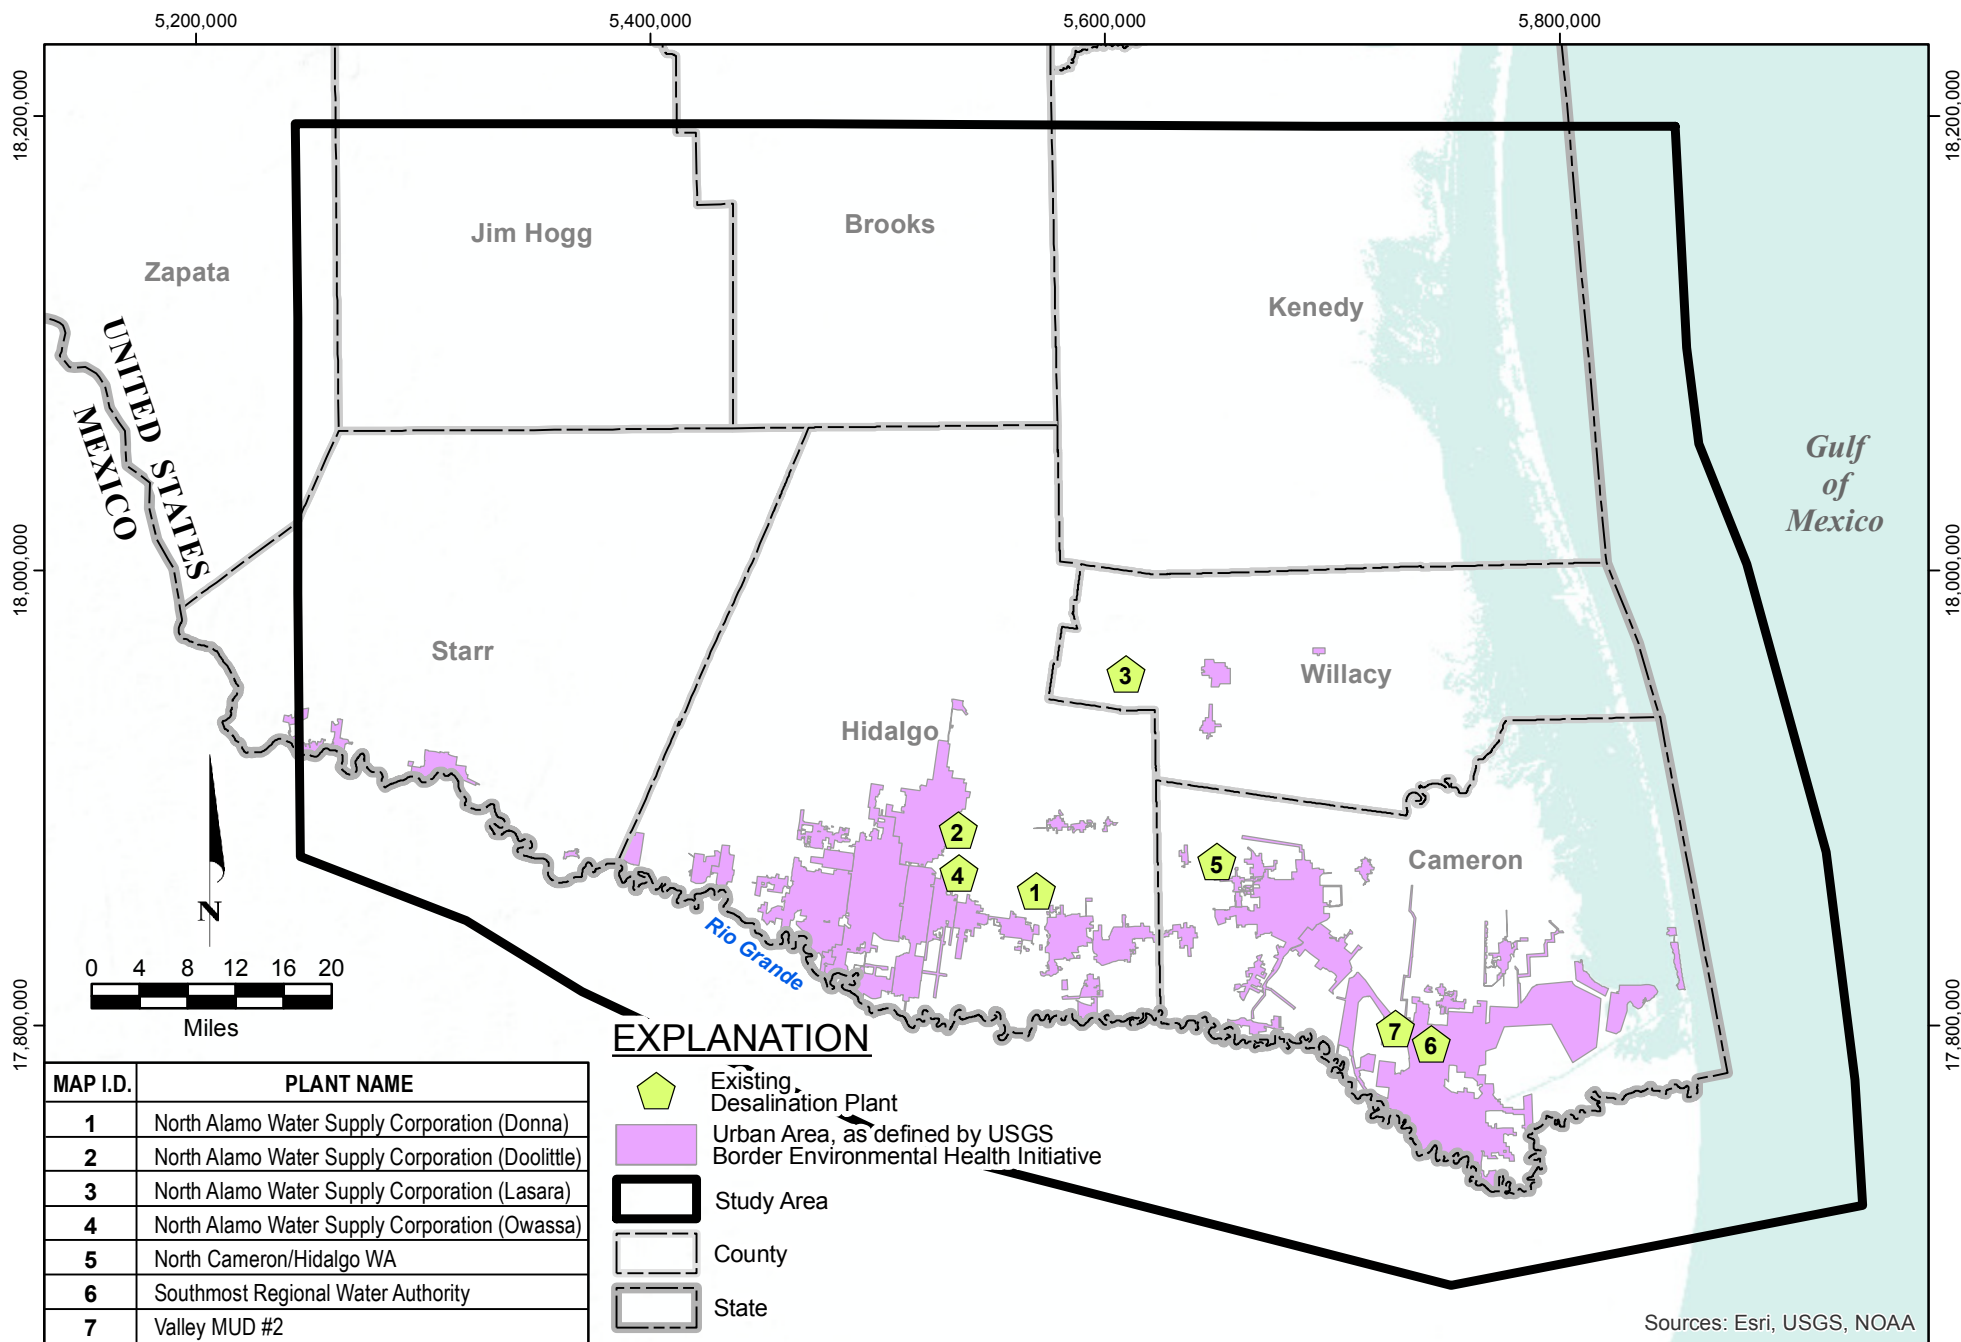 5,200,000 5,400,000 5,600,000 5,800,000
18,200,000 18,200,000
Jim Hogg
Brooks
Zapata
Kenedy
UNITED STATES
MEXICO
Gulf
of
Mexico
18,000,000 18,000,000
Starr
3
Willacy
Hidalgo
2
4
1
5
Cameron
N
Rio Grande
0 4 8 12 16 20
Miles
17,800,000 17,800,000
7
6
EXPLANATION
Existing
Desalination Plant
Urban Area, as defined by USGS
Border Environmental Health Initiative
Study Area
County
State
MAP I.D. PLANT NAME
1 North Alamo Water Supply Corporation (Donna)
2 North Alamo Water Supply Corporation (Doolittle)
3 North Alamo Water Supply Corporation (Lasara)
4 North Alamo Water Supply Corporation (Owassa)
5 North Cameron/Hidalgo WA
6 Southmost Regional Water Authority
7 Valley MUD #2
Sources: Esri, USGS, NOAA